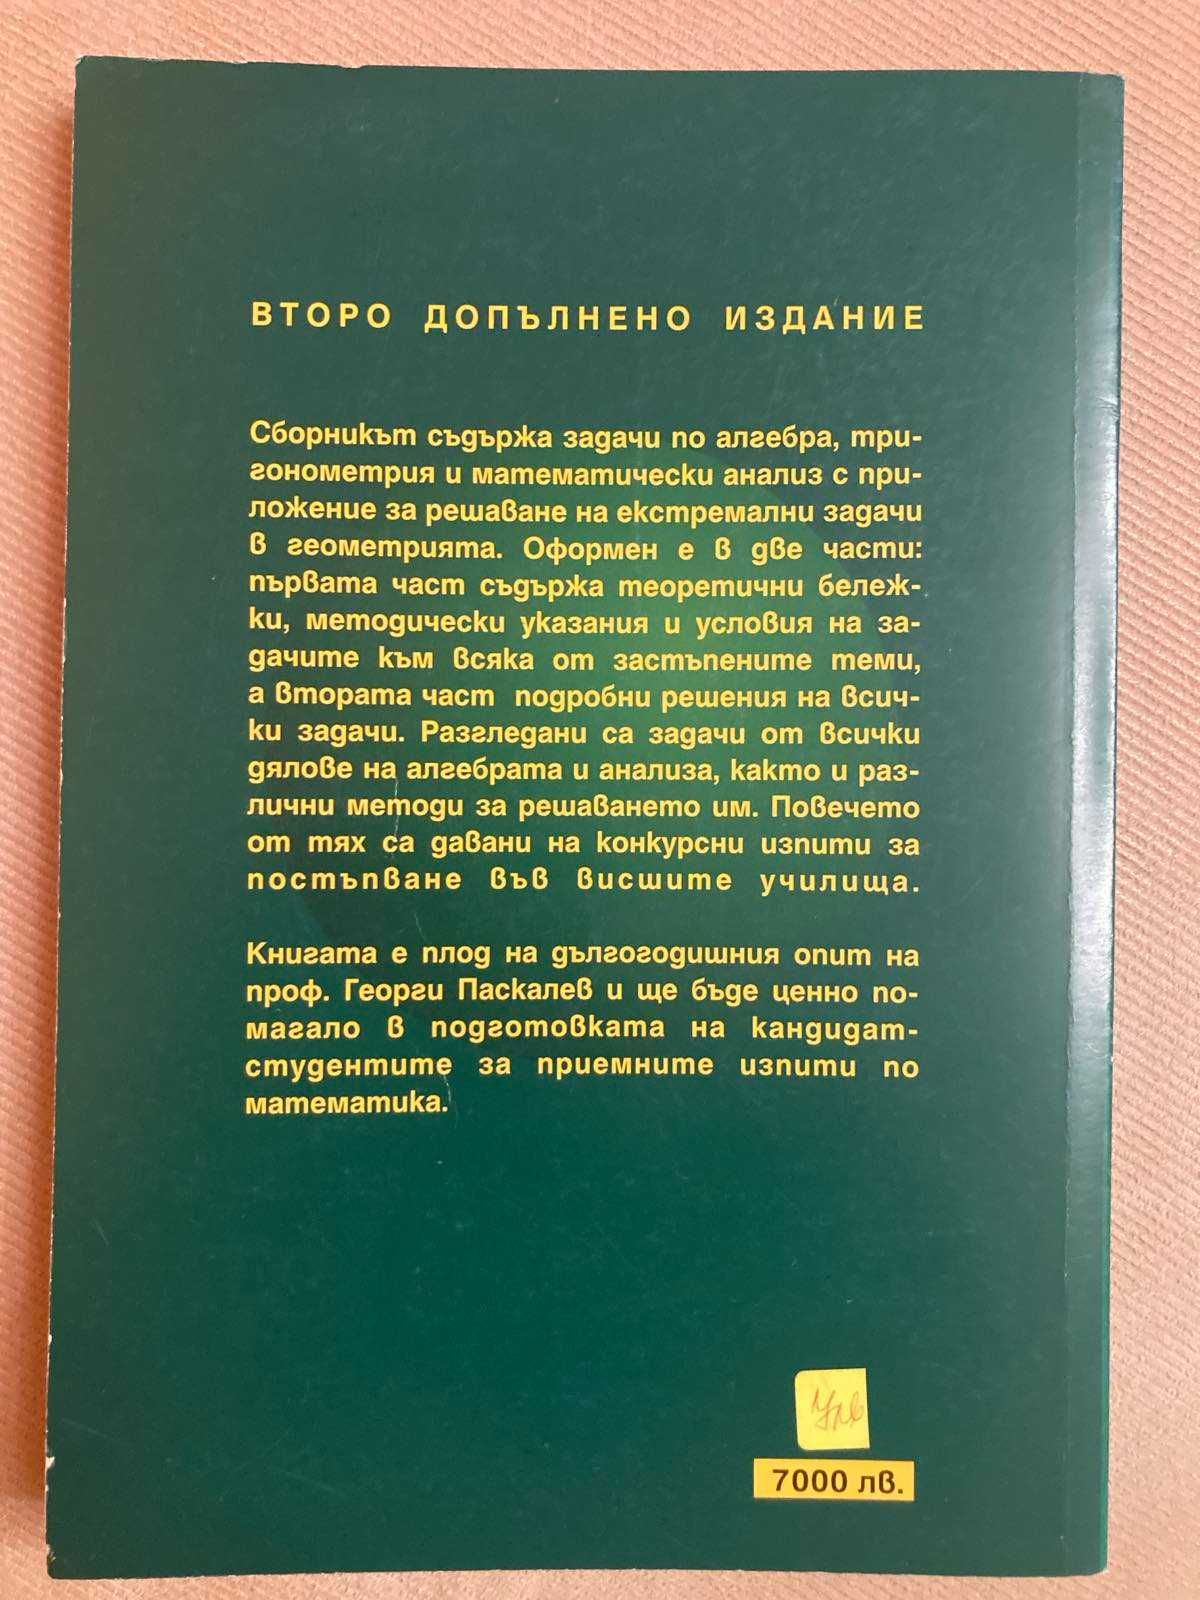 ВТОРО ДОПЪЛНЕНО ИЗДАНИЕ
Сборникът съдържа задачи по алгебра, три-
гонометрия и математически анализ с при-
ложение за решаване на екстремални задачи
в геометрията. Оформен е в две части:
първата част съдържа теоретични бележ-
ки, методически указания и условия на за-
дачите към всяка от застъпените теми,
а втората част подробни решения на всич-
ки задачи. Разгледани са задачи от всички
дялове на алгебрата и анализа, както и раз-
лични методи за решаването им. Повечето
от тях са давани на конкурсни изпити за
постъпване във висшите училища.
Книгата е плод на дългогодишния опит на
проф. Георги Паскалев и ще бъде ценно по-
магало в подготовката на кандидат-
студентите за приемните изпити по
математика.
7000 лв.